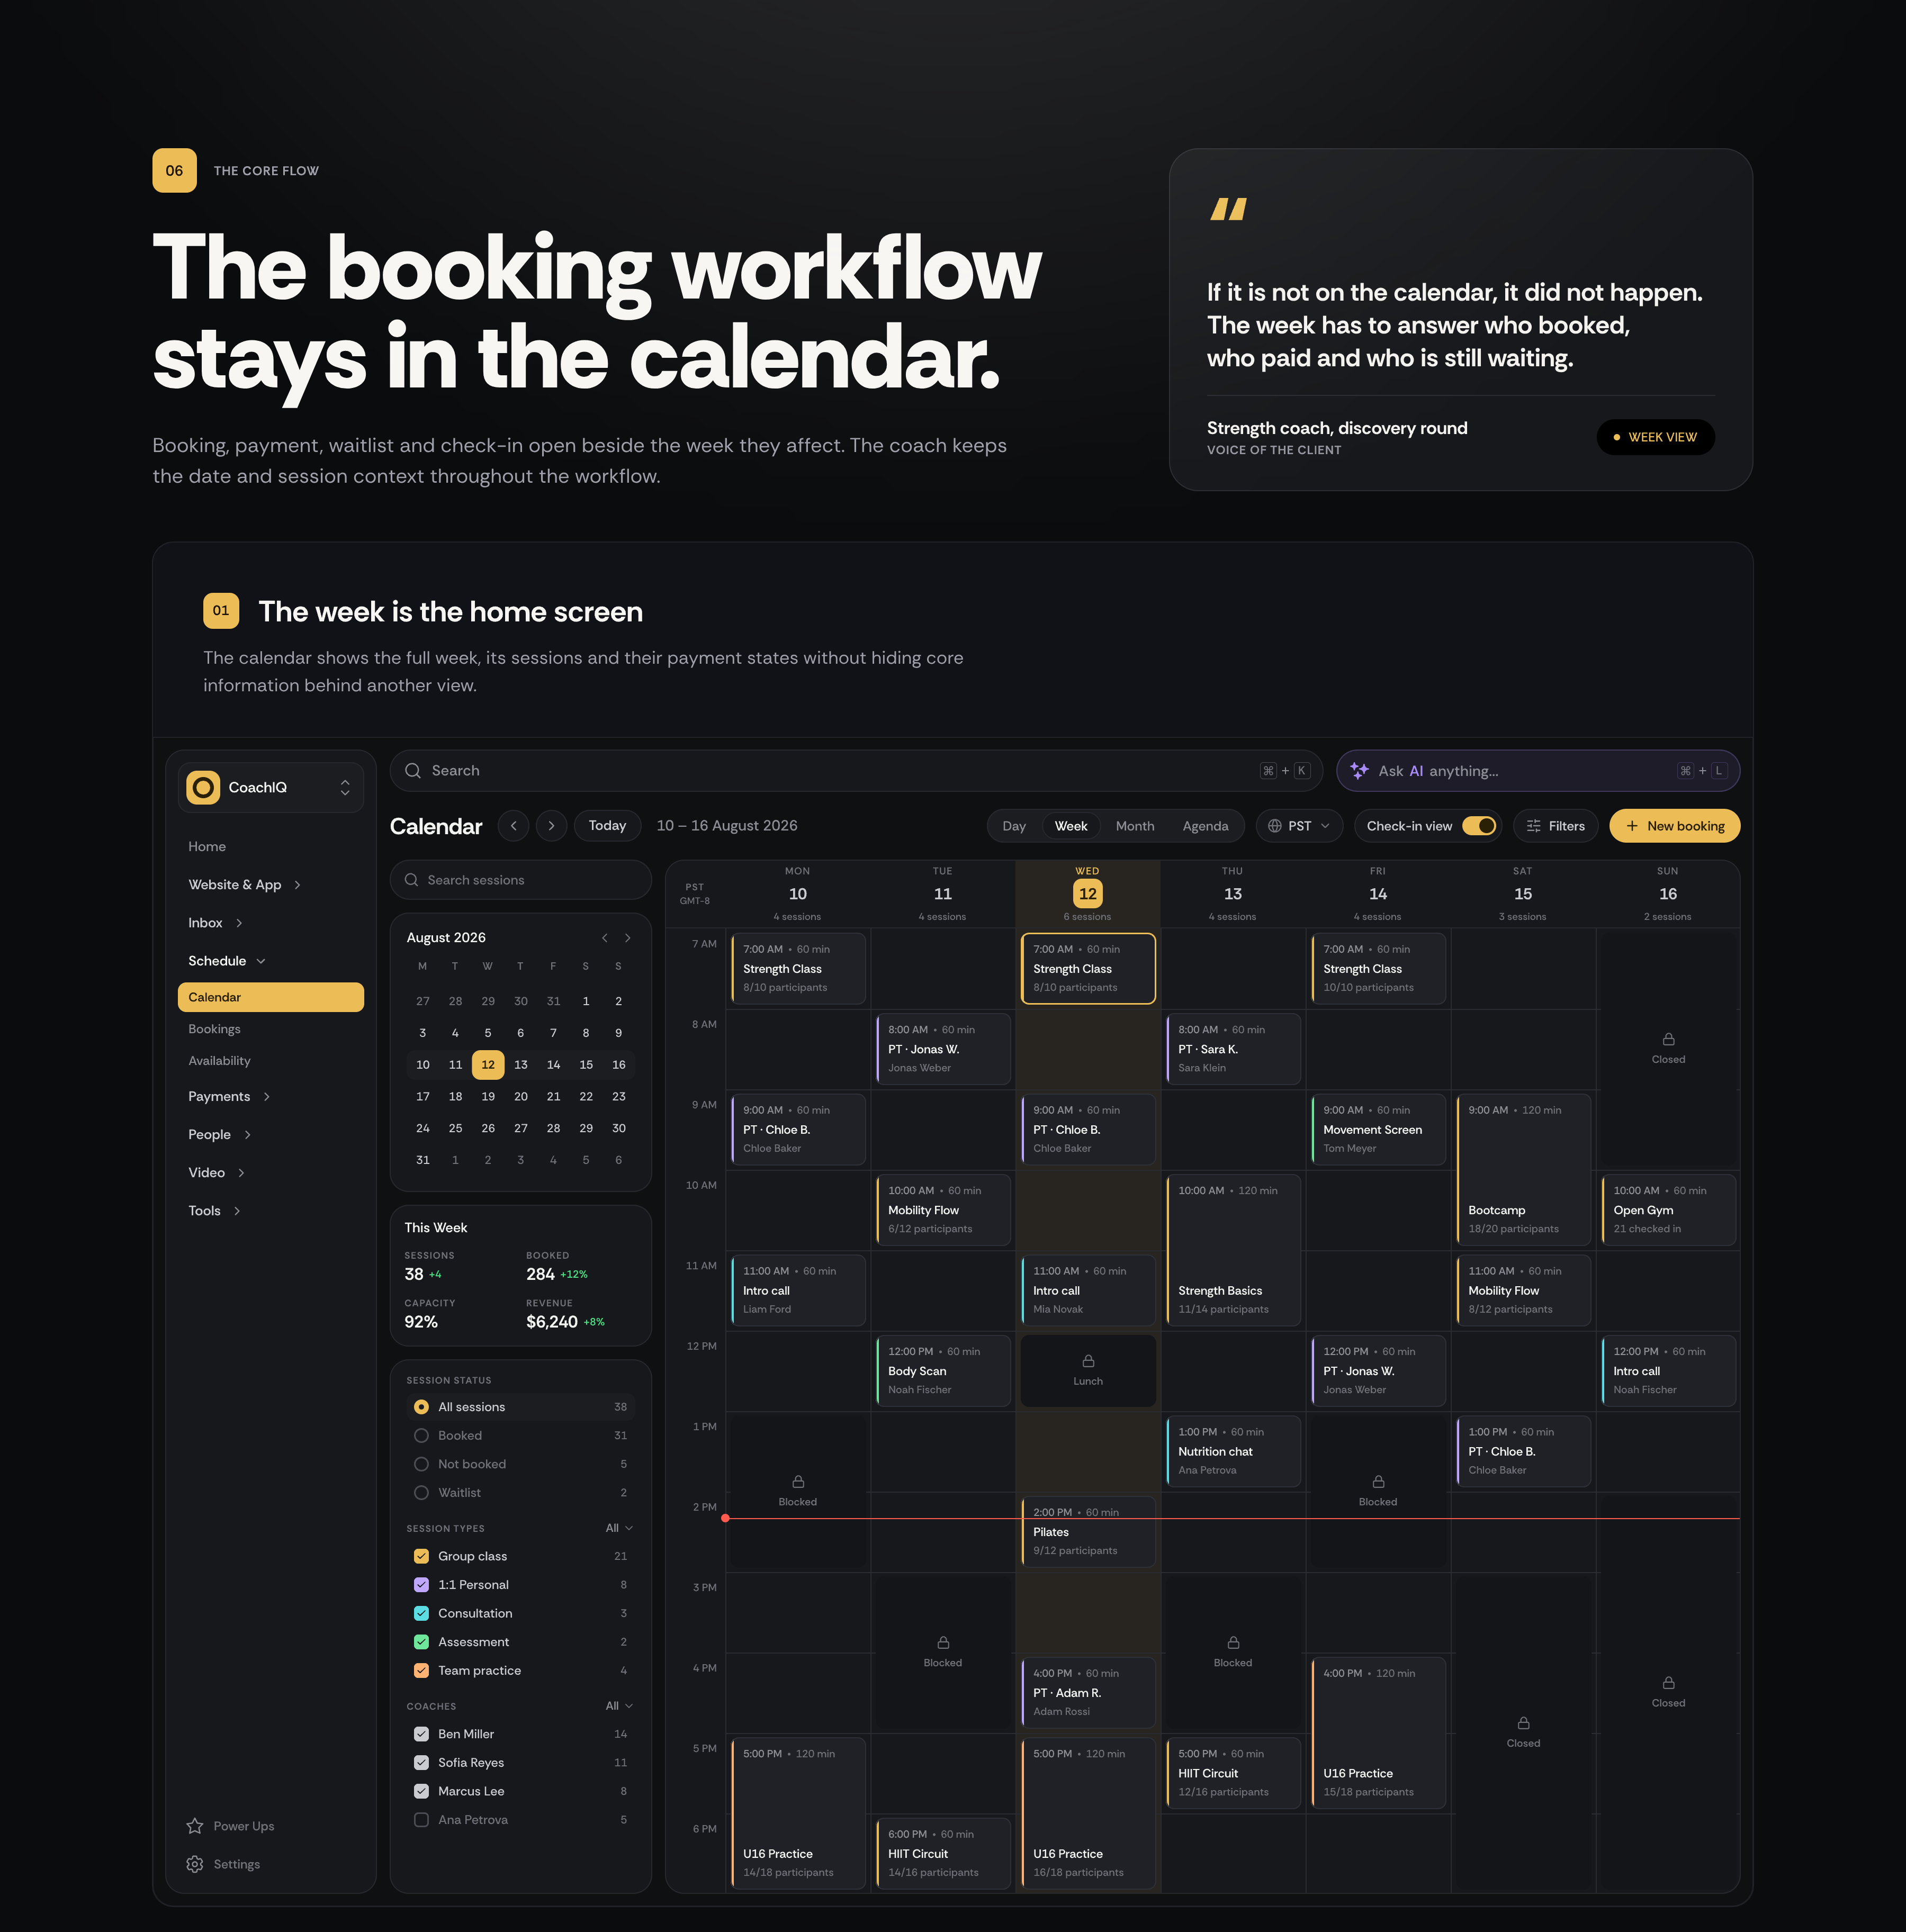 06
THE CORE FLOW
The booking workflow
stays in the calendar.
Booking, payment, waitlist and check-in open beside the week they affect. The coach keeps
the date and session context throughout the workflow.
“
If it is not on the calendar, it did not happen.
The week has to answer who booked,
who paid and who is still waiting.
Strength coach, discovery round
VOICE OF THE CLIENT
WEEK VIEW
01
The week is the home screen
The calendar shows the full week, its sessions and their payment states without hiding core
information behind another view.
CoachIQ
Home
Website & App
Inbox
Schedule
Calendar
Bookings
Availability
Payments
People
Video
Tools
Power Ups
Settings
Search
⌘ + K
Ask AI anything...
⌘ + L
Calendar
Today
10 – 16 August 2026
Day
Week
Month
Agenda
PST
Check-in view
Filters
New booking
Search sessions
August 2026
M T W T F S S
27 28 29 30 31 1 2
3 4 5 6 7 8 9
10 11 12 13 14 15 16
17 18 19 20 21 22 23
24 25 26 27 28 29 30
31 1 2 3 4 5 6
This Week
SESSIONS
38 +4
BOOKED
284 +12%
CAPACITY
92%
REVENUE
$6,240 +8%
SESSION STATUS
All sessions 38
Booked 31
Not booked 5
Waitlist 2
SESSION TYPES All
Group class 21
1:1 Personal 8
Consultation 3
Assessment 2
Team practice 4
COACHES All
Ben Miller 14
Sofia Reyes 11
Marcus Lee 8
Ana Petrova 5
PST
GMT-8
7 AM
8 AM
9 AM
10 AM
11 AM
12 PM
1 PM
2 PM
3 PM
4 PM
5 PM
6 PM
MON
10
4 sessions
7:00 AM • 60 min
Strength Class
8/10 participants
9:00 AM • 60 min
PT · Chloe B.
Chloe Baker
11:00 AM • 60 min
Intro call
Liam Ford
Blocked
5:00 PM • 120 min
U16 Practice
14/18 participants
TUE
11
4 sessions
8:00 AM • 60 min
PT · Jonas W.
Jonas Weber
10:00 AM • 60 min
Mobility Flow
6/12 participants
12:00 PM • 60 min
Body Scan
Noah Fischer
Blocked
6:00 PM • 60 min
HIIT Circuit
14/16 participants
WED
12
6 sessions
7:00 AM • 60 min
Strength Class
8/10 participants
9:00 AM • 60 min
PT · Chloe B.
Chloe Baker
11:00 AM • 60 min
Intro call
Mia Novak
Lunch
2:00 PM • 60 min
Pilates
9/12 participants
4:00 PM • 60 min
PT · Adam R.
Adam Rossi
5:00 PM • 120 min
U16 Practice
16/18 participants
THU
13
4 sessions
8:00 AM • 60 min
PT · Sara K.
Sara Klein
10:00 AM • 120 min
Strength Basics
11/14 participants
1:00 PM • 60 min
Nutrition chat
Ana Petrova
Blocked
5:00 PM • 60 min
HIIT Circuit
12/16 participants
FRI
14
4 sessions
7:00 AM • 60 min
Strength Class
10/10 participants
9:00 AM • 60 min
Movement Screen
Tom Meyer
12:00 PM • 60 min
PT · Jonas W.
Jonas Weber
Blocked
4:00 PM • 120 min
U16 Practice
15/18 participants
SAT
15
3 sessions
9:00 AM • 120 min
Bootcamp
18/20 participants
11:00 AM • 60 min
Mobility Flow
8/12 participants
1:00 PM • 60 min
PT · Chloe B.
Chloe Baker
Closed
SUN
16
2 sessions
Closed
10:00 AM • 60 min
Open Gym
21 checked in
12:00 PM • 60 min
Intro call
Noah Fischer
Closed